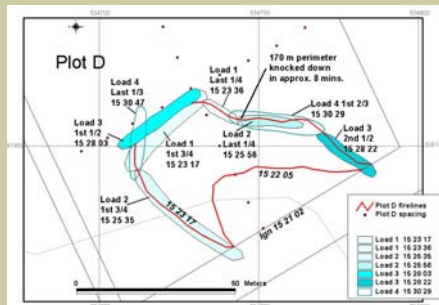 534700
534800
Plot D
Load 4
Last 1/3
15 30 47
Load 1
Last 1/4
15 23 36
170 m perimeter
knocked down
in approx. 8 mins.
Load 4 1st 2/3
15 30 29
Load 3
1st 1/2
15 28 03
Load 1
1st 3/4
15 23 17
Load 2
Last 1/4
15 25 56
Load 3
2nd 1/2
15 28 22
Load 2
1st 3/4
15 25 35
15 23 17
15 22 05
Ign 15 21 02
0
50
Meters
Plot D firelines
Plot D spacing
Load 1 15 23 17
Load 1 15 23 36
Load 2 15 25 35
Load 2 15 25 56
Load 3 15 28 03
Load 3 15 28 22
Load 4 15 30 29